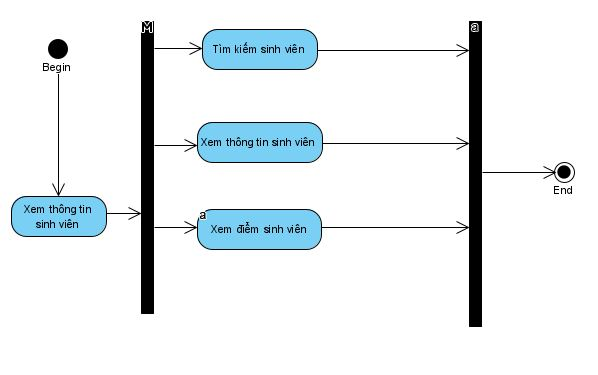 M
a
Tìm kiếm sinh viên
Begin
Xem thông tin sinh viên
End
Xem thông tin
sinh viên
a
Xem điểm sinh viên